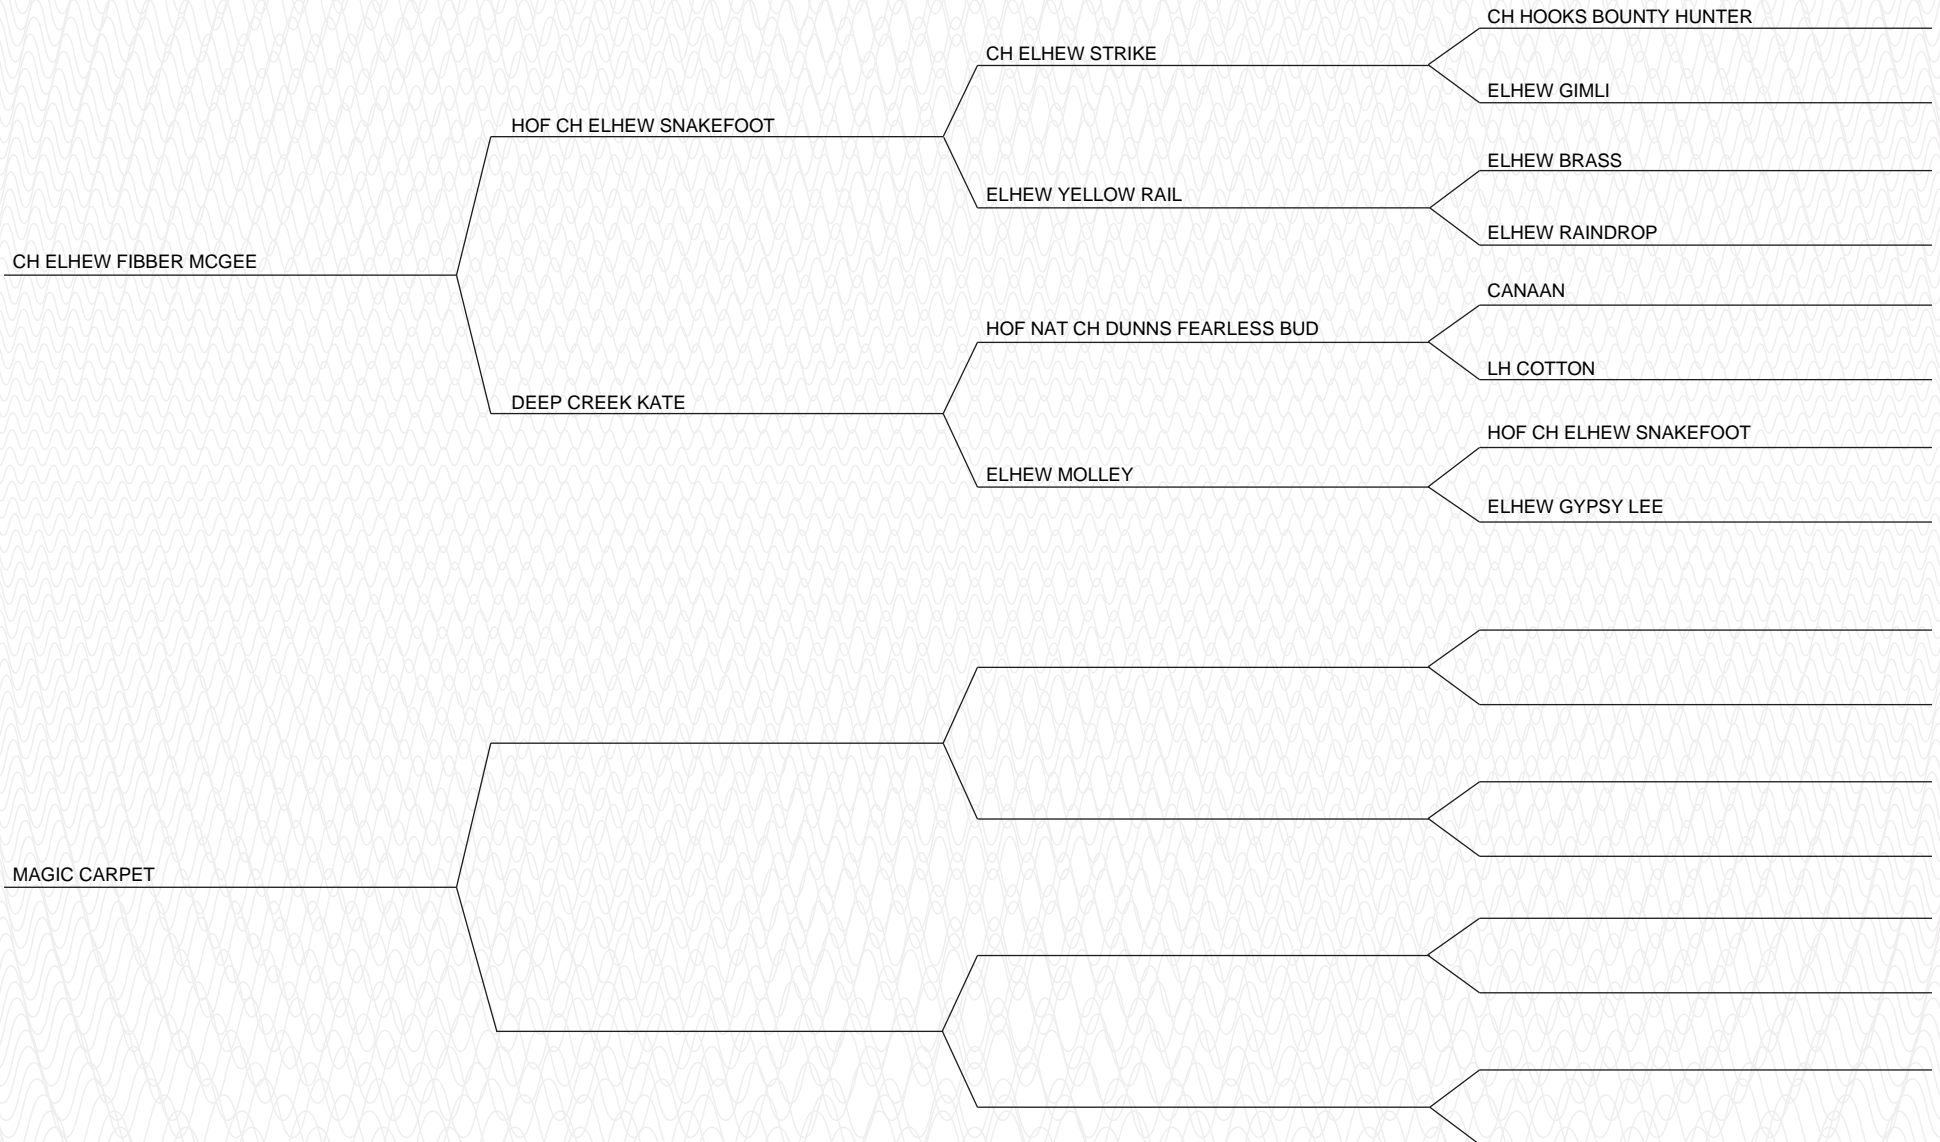 CH HOOKS BOUNTY HUNTER
CH ELHEW STRIKE
ELHEW GIMLI
HOF CH ELHEW SNAKEFOOT
ELHEW BRASS
ELHEW YELLOW RAIL
ELHEW RAINDROP
CH ELHEW FIBBER MCGEE
CANAAN
HOF NAT CH DUNNS FEARLESS BUD
LH COTTON
DEEP CREEK KATE
HOF CH ELHEW SNAKEFOOT
ELHEW MOLLEY
ELHEW GYPSY LEE
MAGIC CARPET